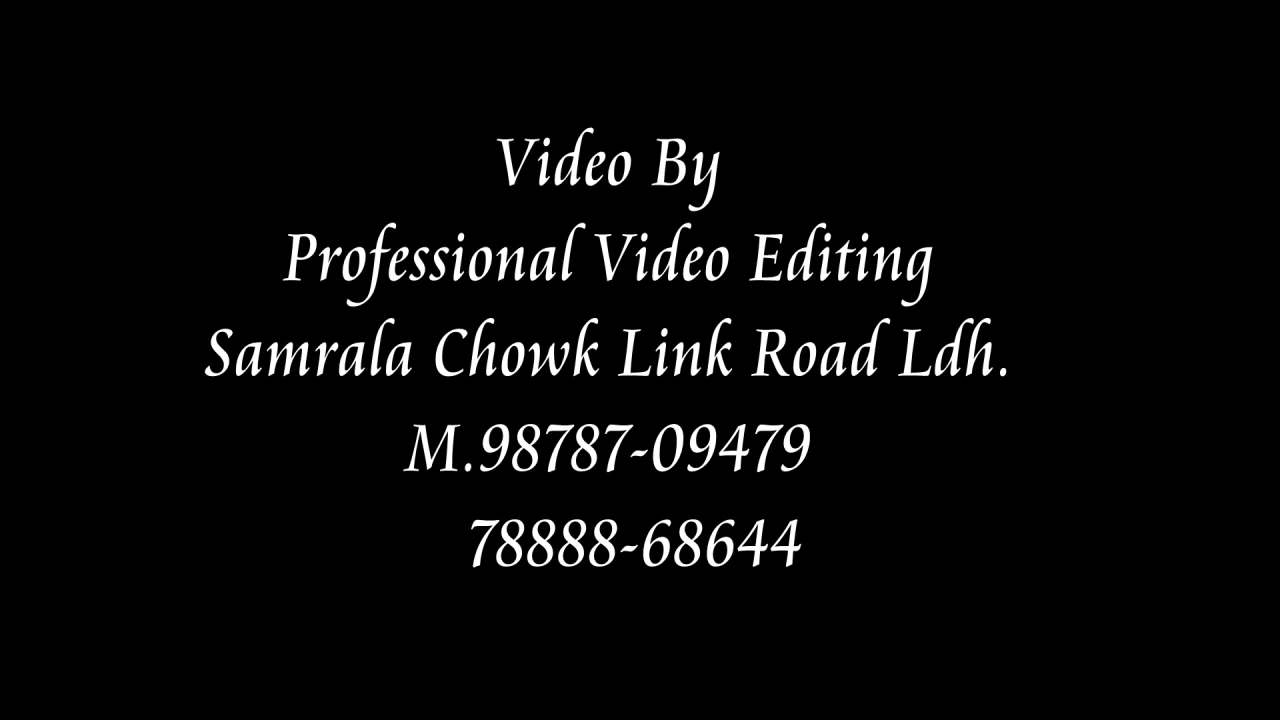 Video By
Professional Video Editing
Samrala Chowk Link Road Ldh.
M.98787-09479
78888-68644